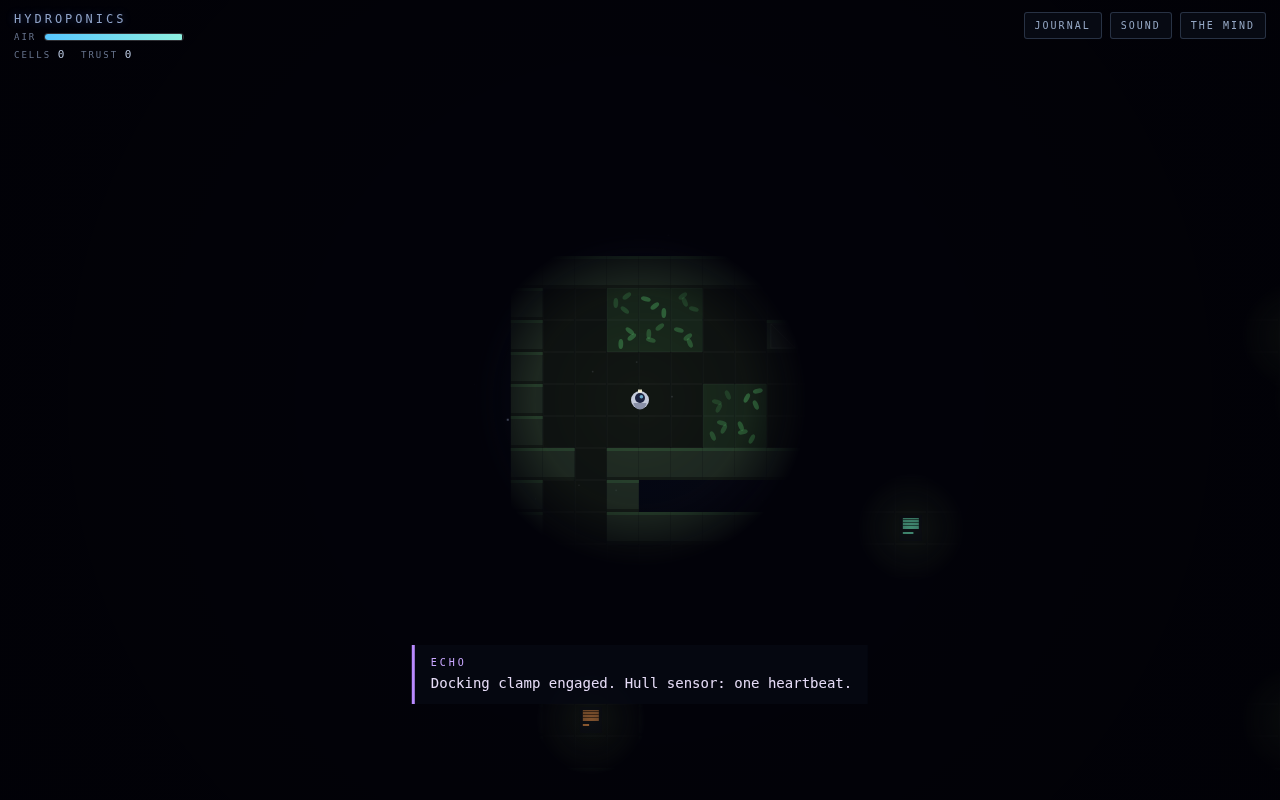 HYDROPONICS
AIR
CELLS 0 TRUST 0
JOURNAL SOUND THE MIND
ECHO
Docking clamp engaged. Hull sensor: one heartbeat.